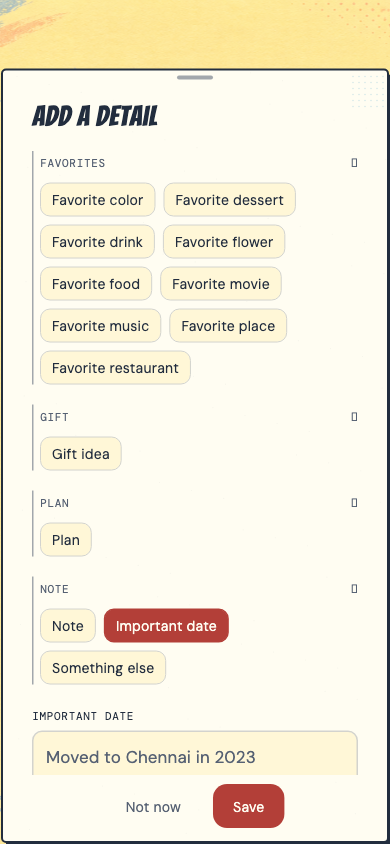 ADD A DETAIL
FAVORITES
Favorite color
Favorite dessert
Favorite drink
Favorite flower
Favorite food
Favorite movie
Favorite music
Favorite place
Favorite restaurant
GIFT
Gift idea
PLAN
Plan
NOTE
Note
Important date
Something else
IMPORTANT DATE
Moved to Chennai in 2023
Not now
Save